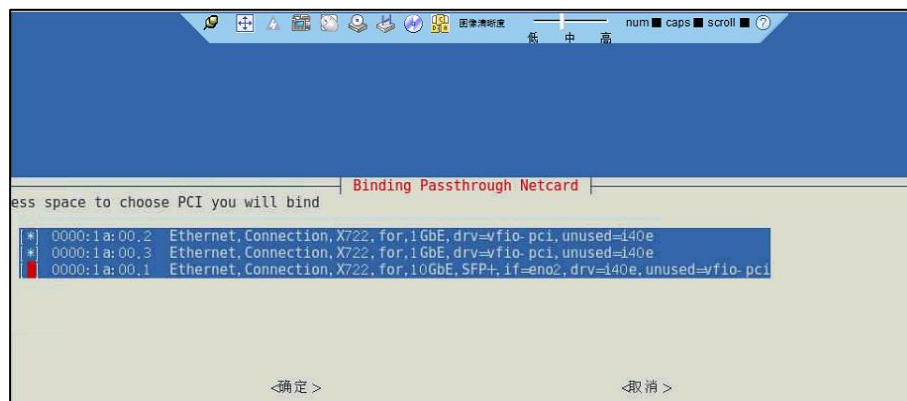 图像清晰度 低 中 高 num caps scroll ?
Binding Passthrough Netcard
ess space to choose PCI you will bind
[*] 0000:1a:00.2 Ethernet,Connection,X722,for,1GbE,drv=vfio-pci,unused=i40e
[*] 0000:1a:00.3 Ethernet,Connection,X722,for,1GbE,drv=vfio-pci,unused=i40e
0000:1a:00.1 Ethernet,Connection,X722,for,10GbE,SFP+,if=eno2,drv=i40e,unused=vfio-pci
<确定> <取消>